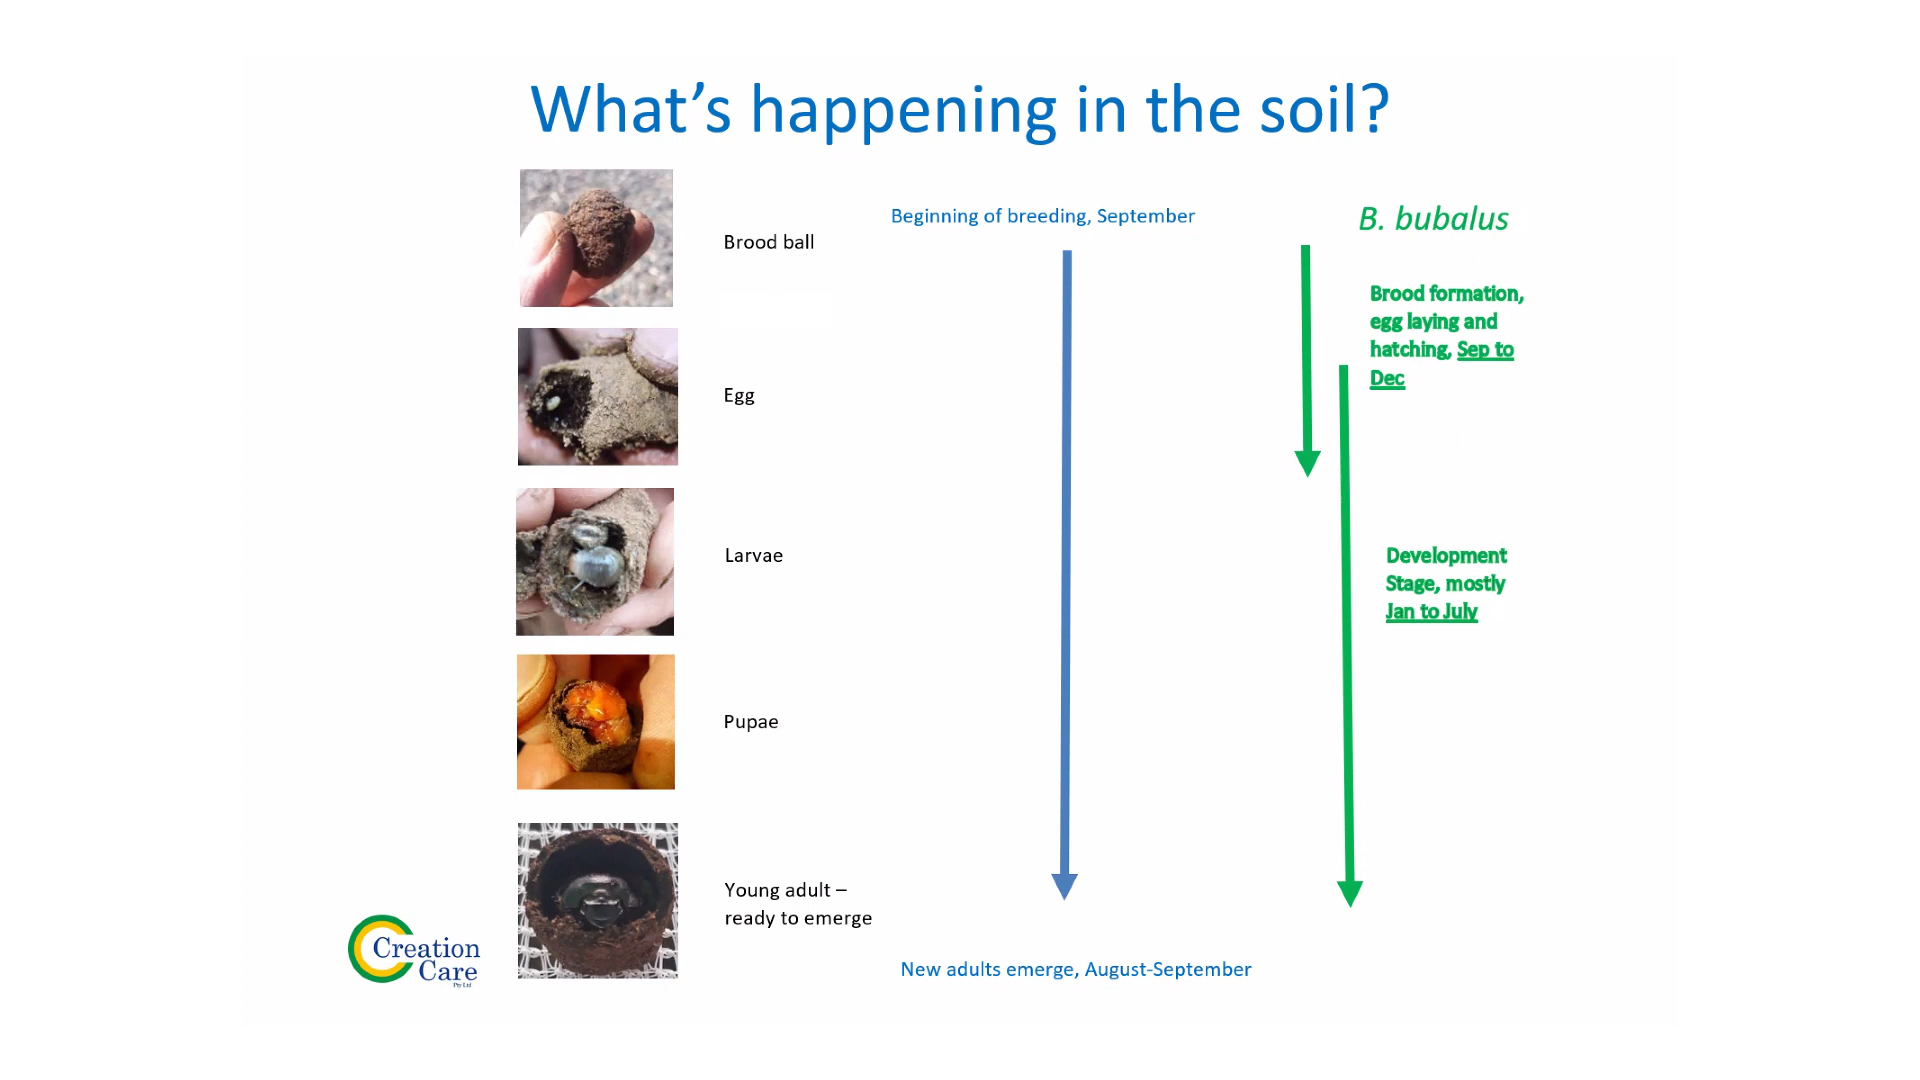 What's happening in the soil?
Brood ball
Egg
Larvae
Pupae
Young adult –
ready to emerge
Beginning of breeding, September
New adults emerge, August-September
B. bubalus
Brood formation,
egg laying and
hatching, Sep to
Dec
Development
Stage, mostly
Jan to July
Creation
Care
Pty Ltd